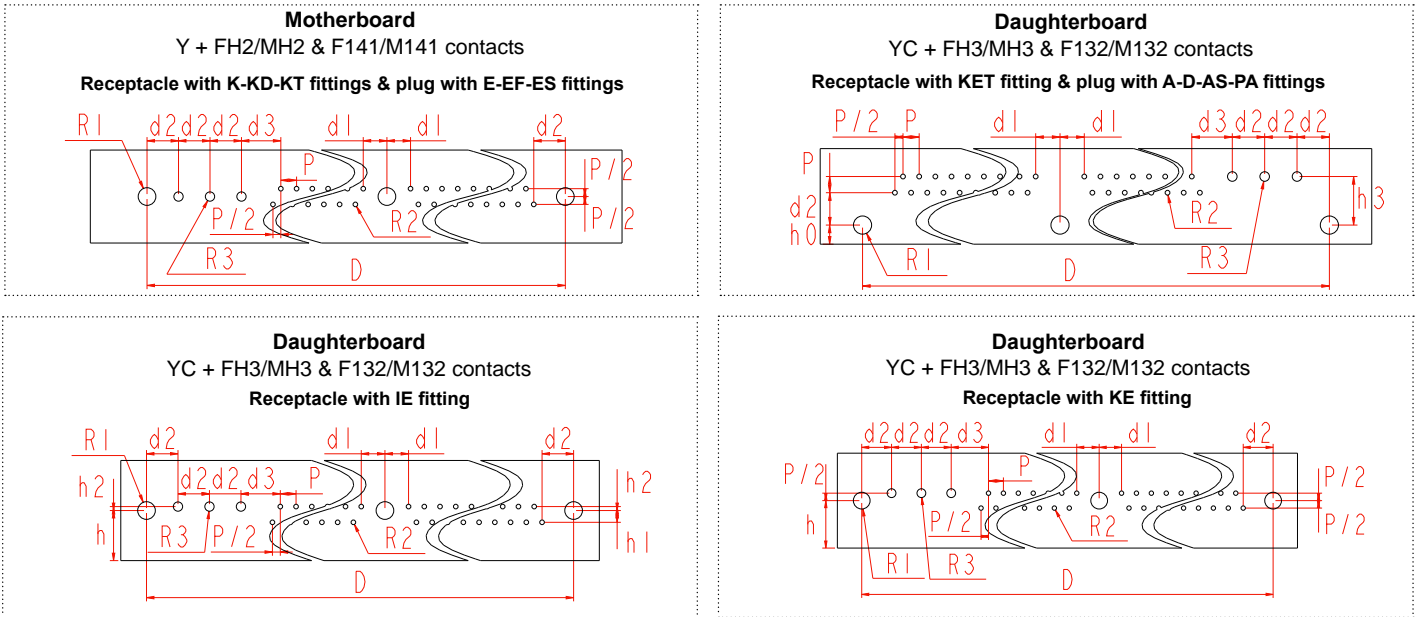 Motherboard
Y + FH2/MH2 & F141/M141 contacts
Receptacle with K-KD-KT fittings & plug with E-EF-ES fittings
R1 d2 d2 d2 d3 d1 d1 d2
P P/2
P/2 R2 P/2
R3
D
Daughterboard
YC + FH3/MH3 & F132/M132 contacts
Receptacle with KET fitting & plug with A-D-AS-PA fittings
P/2 P d1 d1 d3 d2 d2 d2
P
d2 R2 h3
h0
R1 R3
D
Daughterboard
YC + FH3/MH3 & F132/M132 contacts
Receptacle with IE fitting
R1 d2 d1 d1 d2
h2 d2 d2 d3 P h2
h R3 P/2 R2 h1
D
Daughterboard
YC + FH3/MH3 & F132/M132 contacts
Receptacle with KE fitting
d2 d2 d2 d3 d1 d1 d2
P/2 P P/2
h P/2 R2 P/2
R1 R3
D